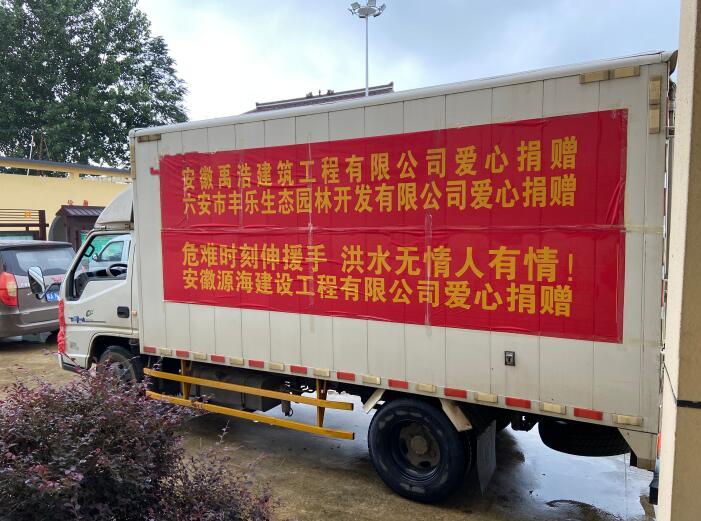 安徽禹浩建筑工程有限公司爱心捐赠
六安市丰乐生态园林开发有限公司爱心捐赠
危难时刻伸援手 洪水无情人有情！
安徽源海建设工程有限公司爱心捐赠